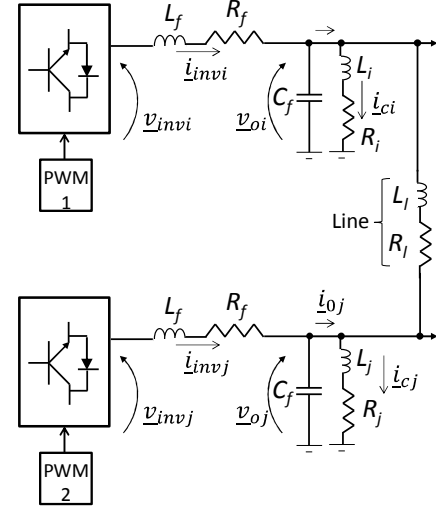 L_f R_f
i_invi
v_invi
v_oi
C_f
L_i
i_ci
R_i
PWM
1
L_l
Line
R_l
L_f R_f
i_0j
i_invj
v_invj
v_oj
C_f
L_j
i_cj
R_j
PWM
2